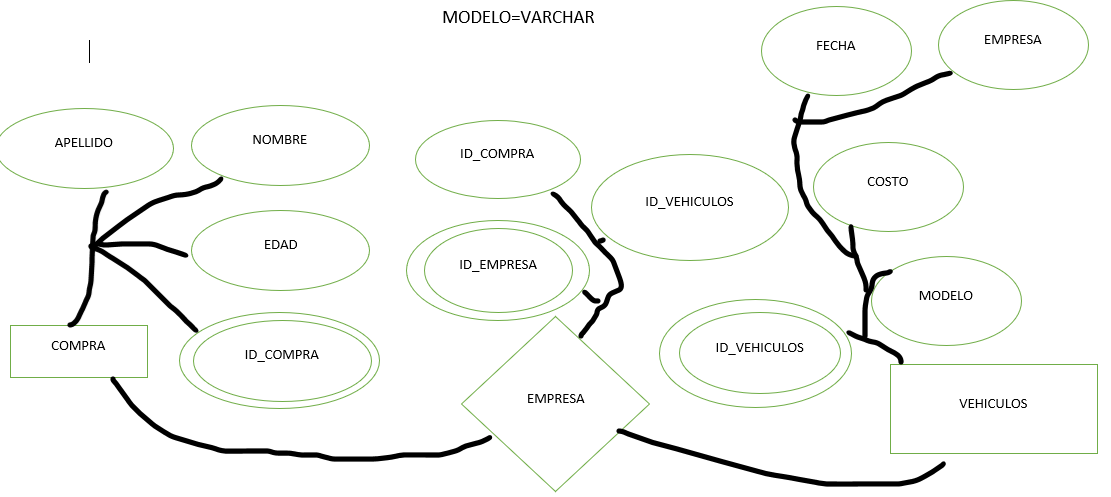 MODELO=VARCHAR
FECHA
EMPRESA
APELLIDO
NOMBRE
ID_COMPRA
COSTO
ID_VEHICULOS
EDAD
ID_EMPRESA
MODELO
COMPRA
ID_COMPRA
ID_VEHICULOS
EMPRESA
VEHICULOS